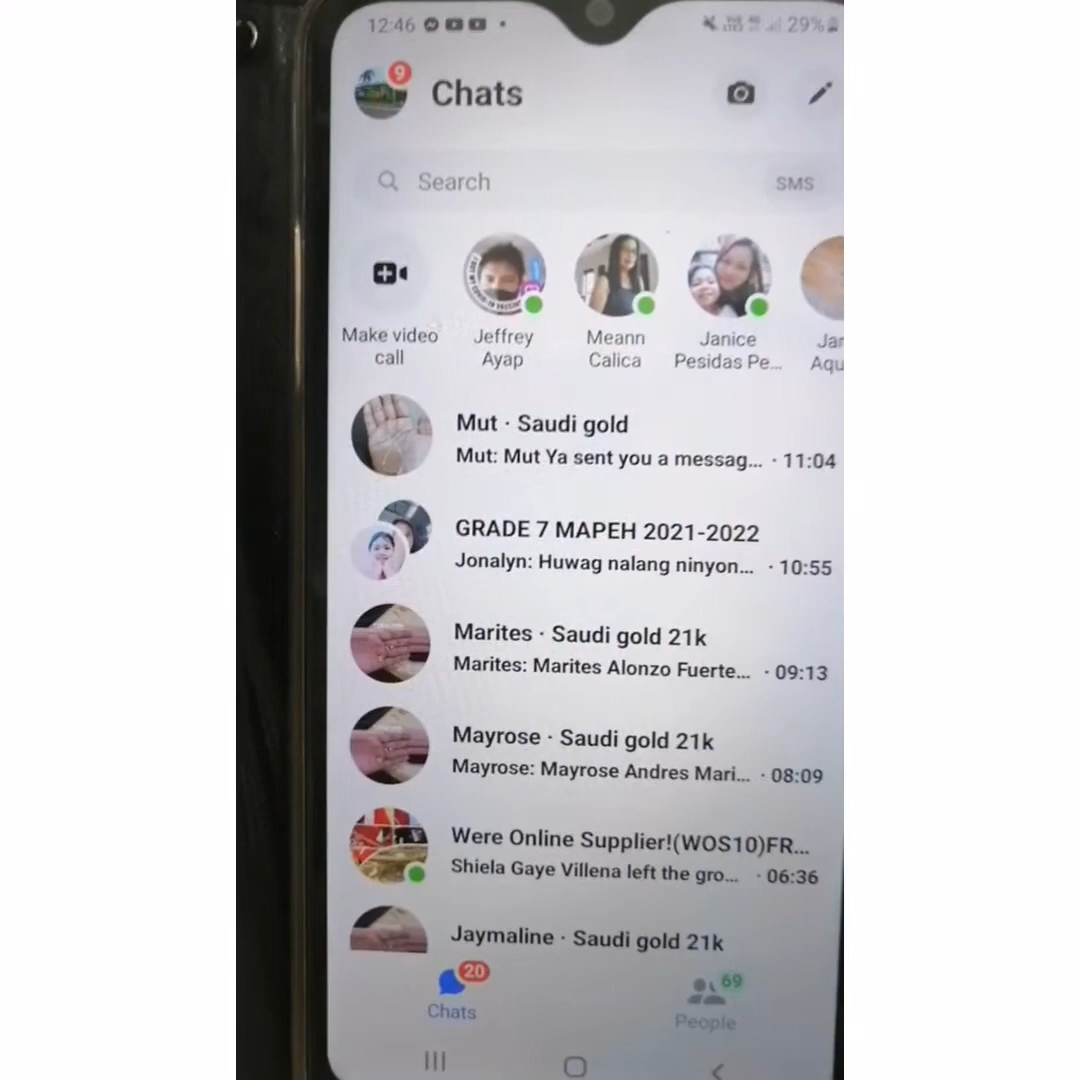 12:46
29%
9
Chats
Search
SMS
Make video call
Jeffrey Ayap
Meann Calica
Janice Pesidas Pe...
Jar
Aqu
Mut · Saudi gold
Mut: Mut Ya sent you a messag... · 11:04
GRADE 7 MAPEH 2021-2022
Jonalyn: Huwag nalang ninyon... · 10:55
Marites · Saudi gold 21k
Marites: Marites Alonzo Fuerte... · 09:13
Mayrose · Saudi gold 21k
Mayrose: Mayrose Andres Mari... · 08:09
Were Online Supplier!(WOS10)FR...
Shiela Gaye Villena left the gro... · 06:36
Jaymaline · Saudi gold 21k
20
Chats
69
People